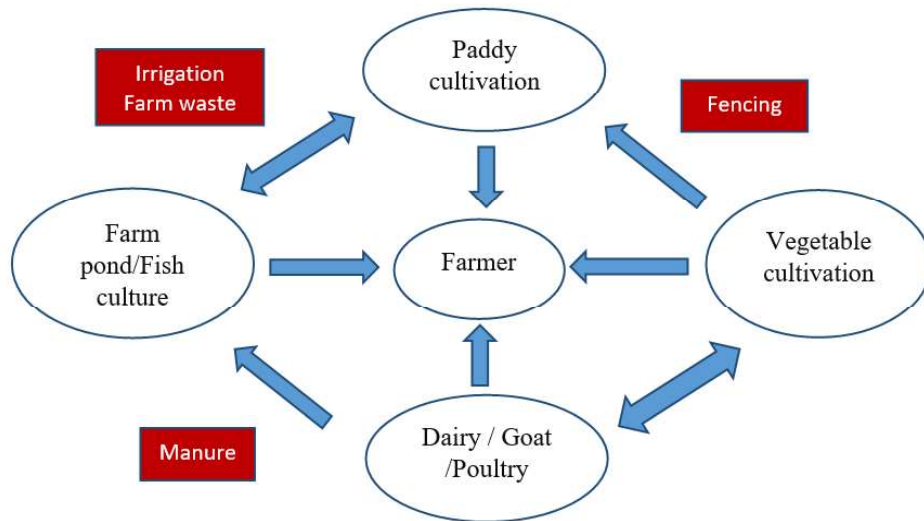 Paddy
cultivation
Irrigation
Farm waste
Fencing
Farm
pond/Fish
culture
Farmer
Vegetable
cultivation
Manure
Dairy / Goat
/Poultry